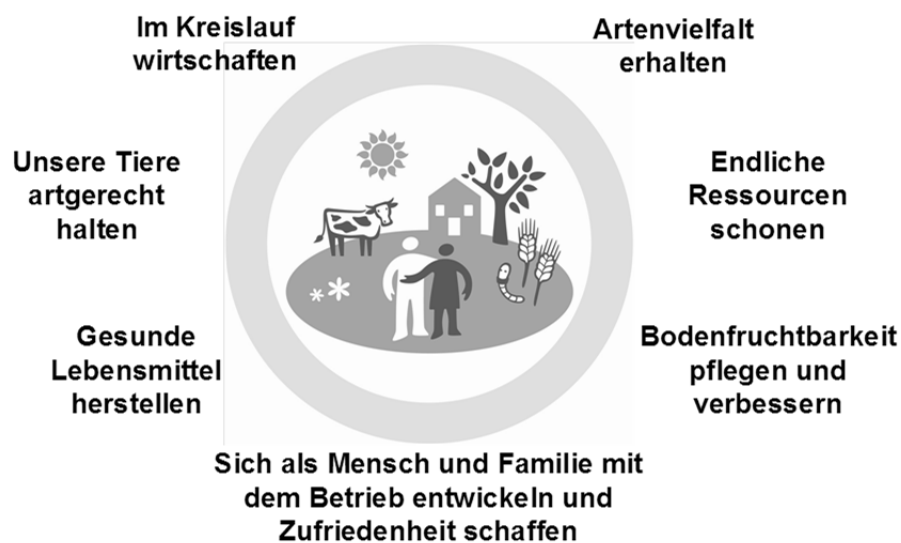 Im Kreislauf
wirtschaften
Artenvielfalt
erhalten
Unsere Tiere
artgerecht
halten
Endliche
Ressourcen
schonen
Gesunde
Lebensmittel
herstellen
Bodenfruchtbarkeit
pflegen und
verbessern
Sich als Mensch und Familie mit
dem Betrieb entwickeln und
Zufriedenheit schaffen